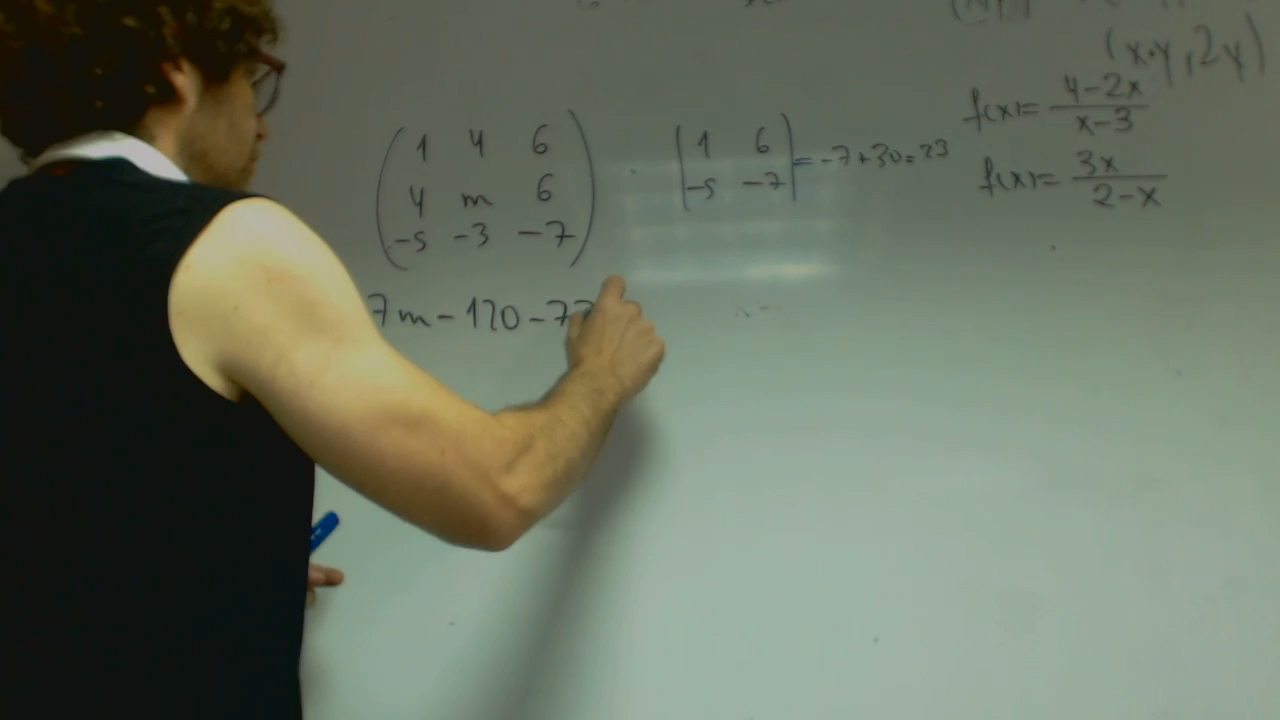 (x·y, 2y)
f(x)= 4-2x / x-3
f(x)= 3x / 2-x
1 4 6
4 m 6
-5 -3 -7
|1 6|
|-5 -7| = -7+30=23
7m-120-7